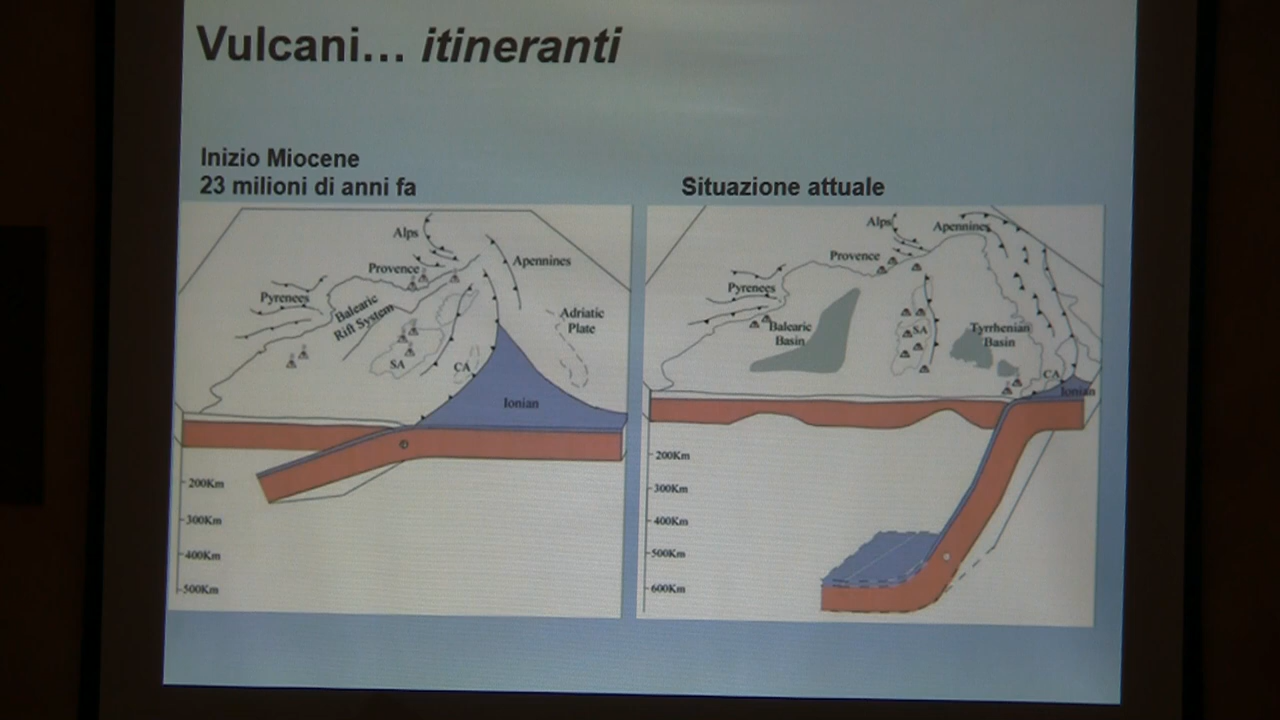 Vulcani... itineranti
Inizio Miocene
23 milioni di anni fa
Situazione attuale
Alps
Apennines
Provence
Pyrenees
Balearic
Rift System
Adriatic
Plate
SA
CA
Ionian
200Km
300Km
400Km
500Km
Alps
Apennines
Provence
Pyrenees
Balearic
Basin
SA
Tyrrhenian
Basin
CA
Ionian
200Km
300Km
400Km
500Km
600Km